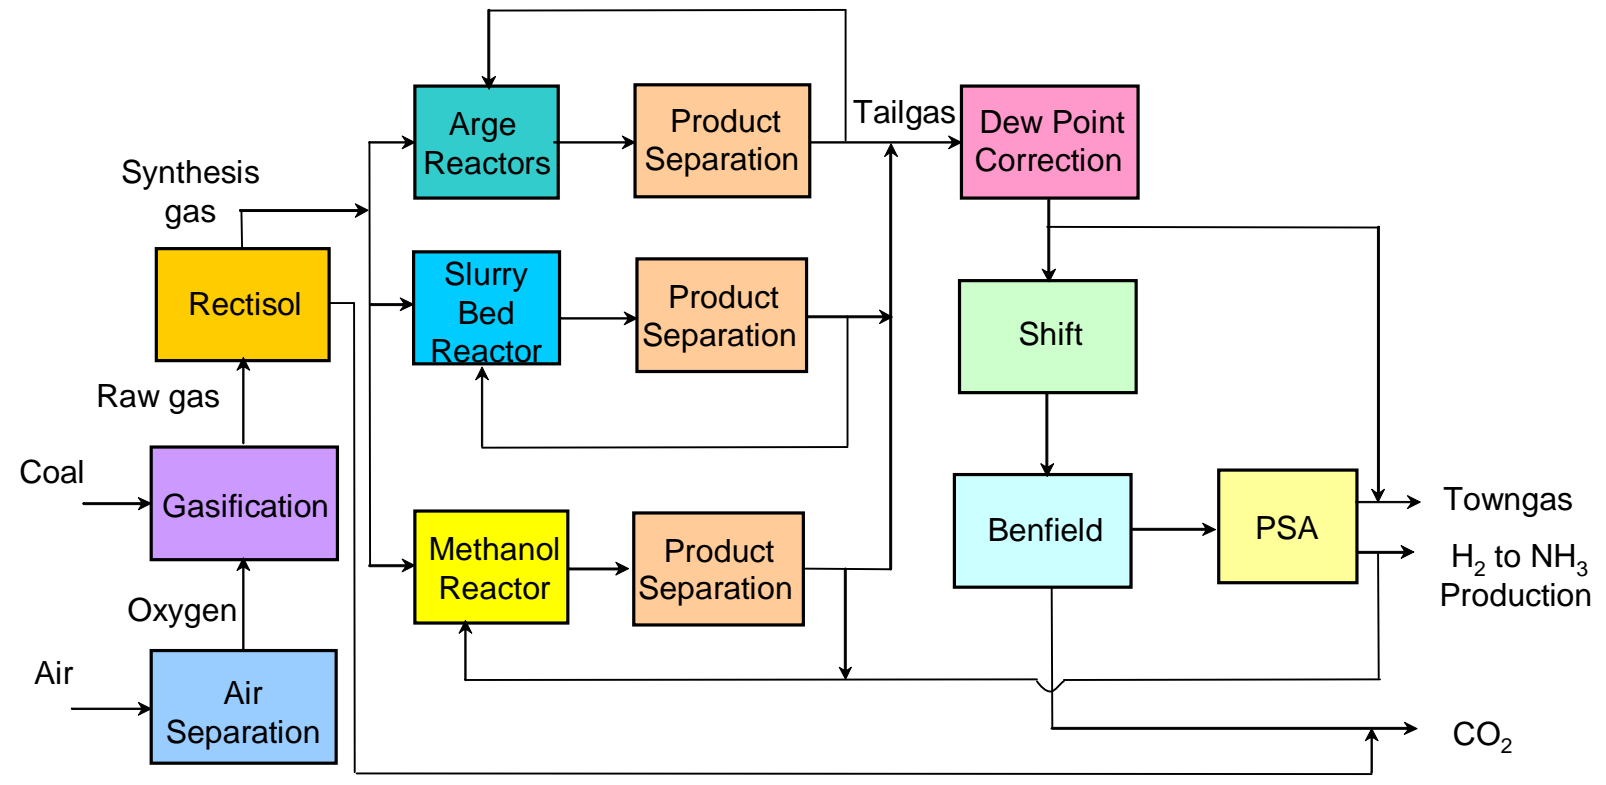 Arge
Reactors
Product
Separation
Tailgas
Dew Point
Correction
Synthesis
gas
Rectisol
Slurry
Bed
Reactor
Product
Separation
Shift
Raw gas
Coal
Gasification
Methanol
Reactor
Product
Separation
Benfield
PSA
Towngas
H₂ to NH₃
Production
Oxygen
Air
Air
Separation
CO₂